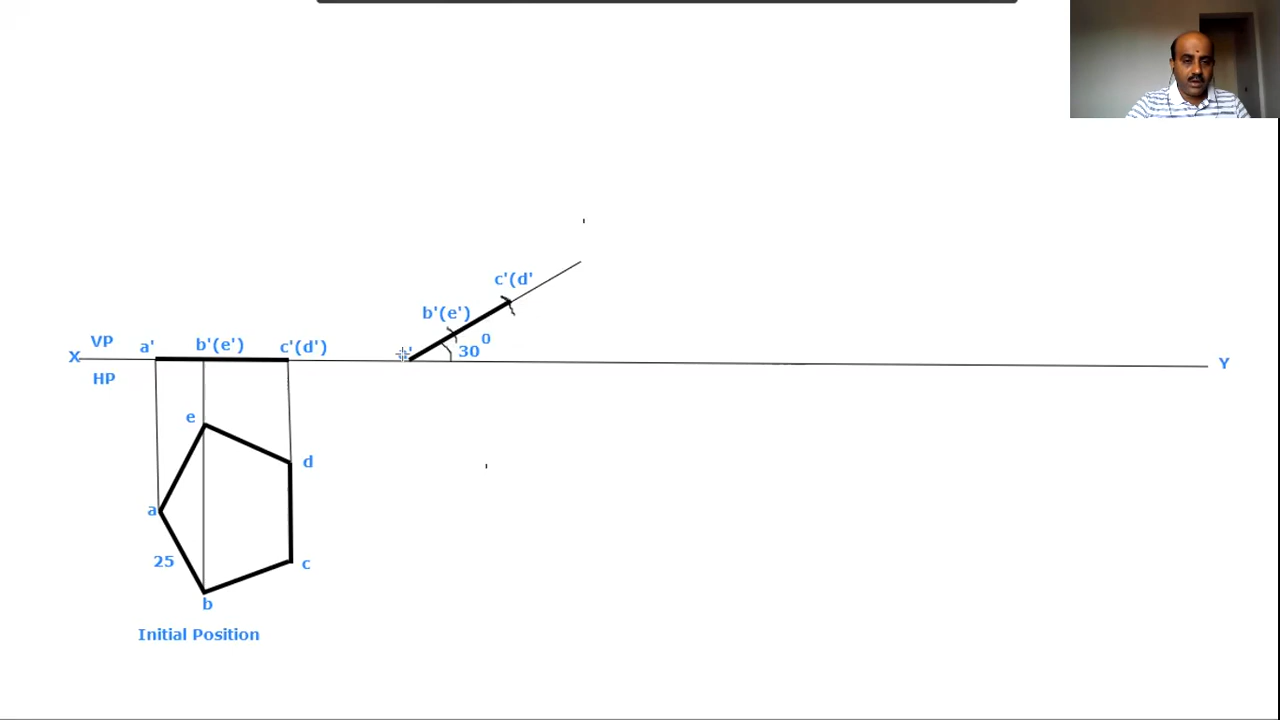 c'(d'
b'(e')
VP a' b'(e') c'(d')
30 0
X
Y
HP
e
d
a
25
c
b
Initial Position